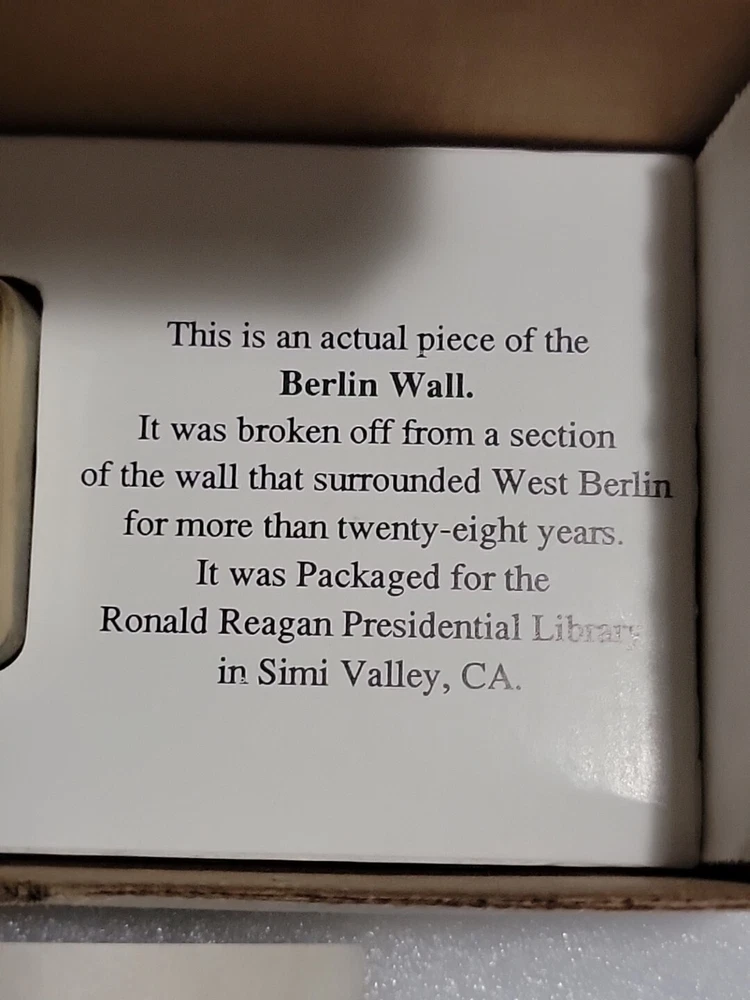 This is an actual piece of the
Berlin Wall.
It was broken off from a section
of the wall that surrounded West Berlin
for more than twenty-eight years.
It was Packaged for the
Ronald Reagan Presidential Library
in Simi Valley, CA.